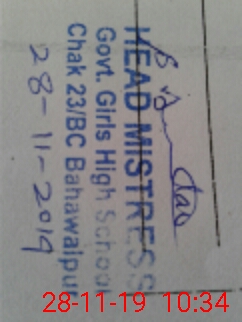 HEAD MISTRESS
Govt. Girls High School
Chak 23/BC Bahawalpur
28-11-2019
28-11-19 10:34